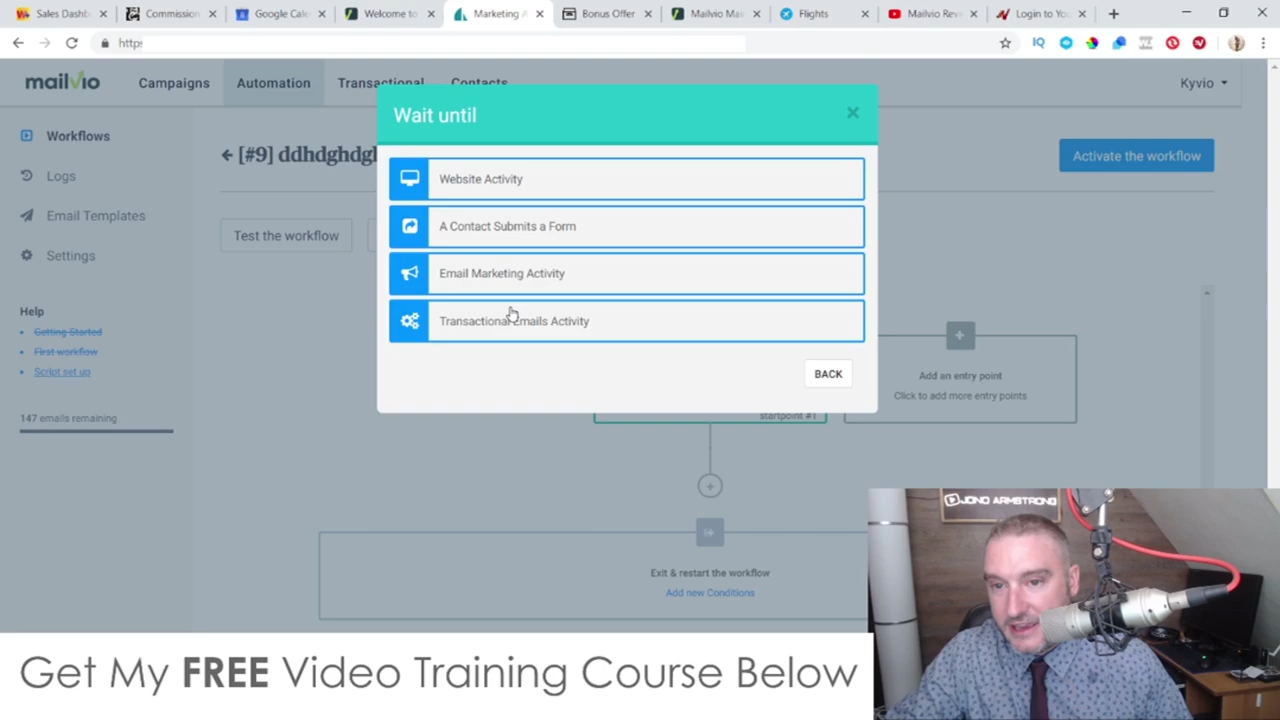 Sales Dashb
Commission
Google Cale
Welcome to
Marketing A
Bonus Offer
Mailvio Mai
Flights
Mailvio Rev
Login to You
https
mailvio
Campaigns
Automation
Transactional
Contacts
Kyvio
Wait until
Workflows
[#9] ddhdghdgl
Activate the workflow
Website Activity
Logs
Email Templates
A Contact Submits a Form
Test the workflow
Settings
Email Marketing Activity
Help
Transactional Emails Activity
Getting Started
First workflow
Script set up
BACK
Add an entry point
Click to add more entry points
147 emails remaining
startpoint #1
JONO ARMSTRONG
Exit & restart the workflow
Add new Conditions
Get My FREE Video Training Course Below